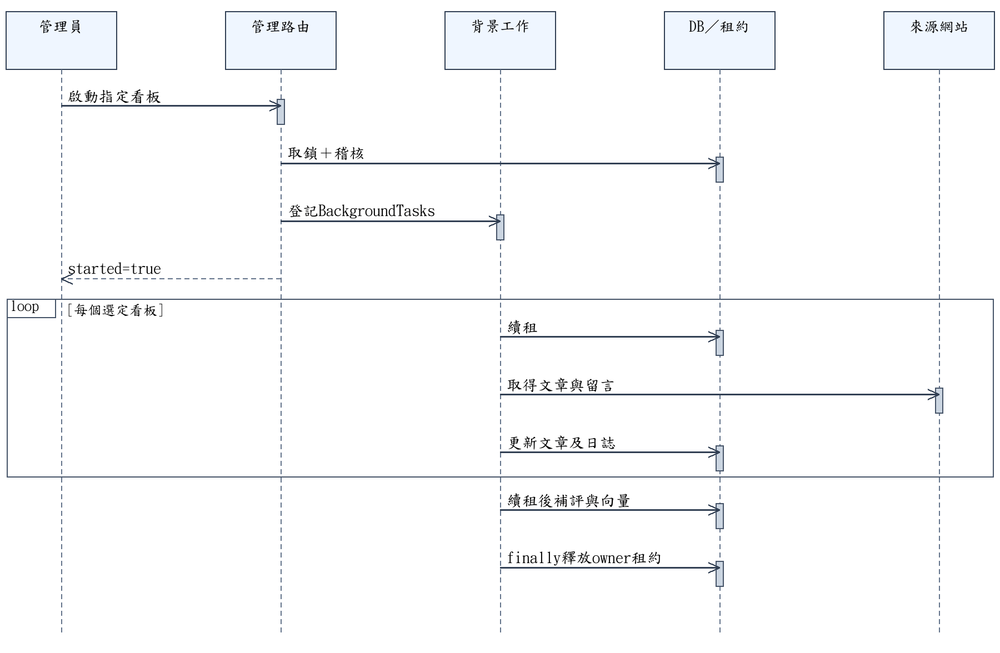 管理員
管理路由
背景工作
DB／租約
來源網站
啟動指定看板
取鎖＋稽核
登記BackgroundTasks
started=true
loop
[每個選定看板]
續租
取得文章與留言
更新文章及日誌
續租後補評與向量
finally釋放owner租約